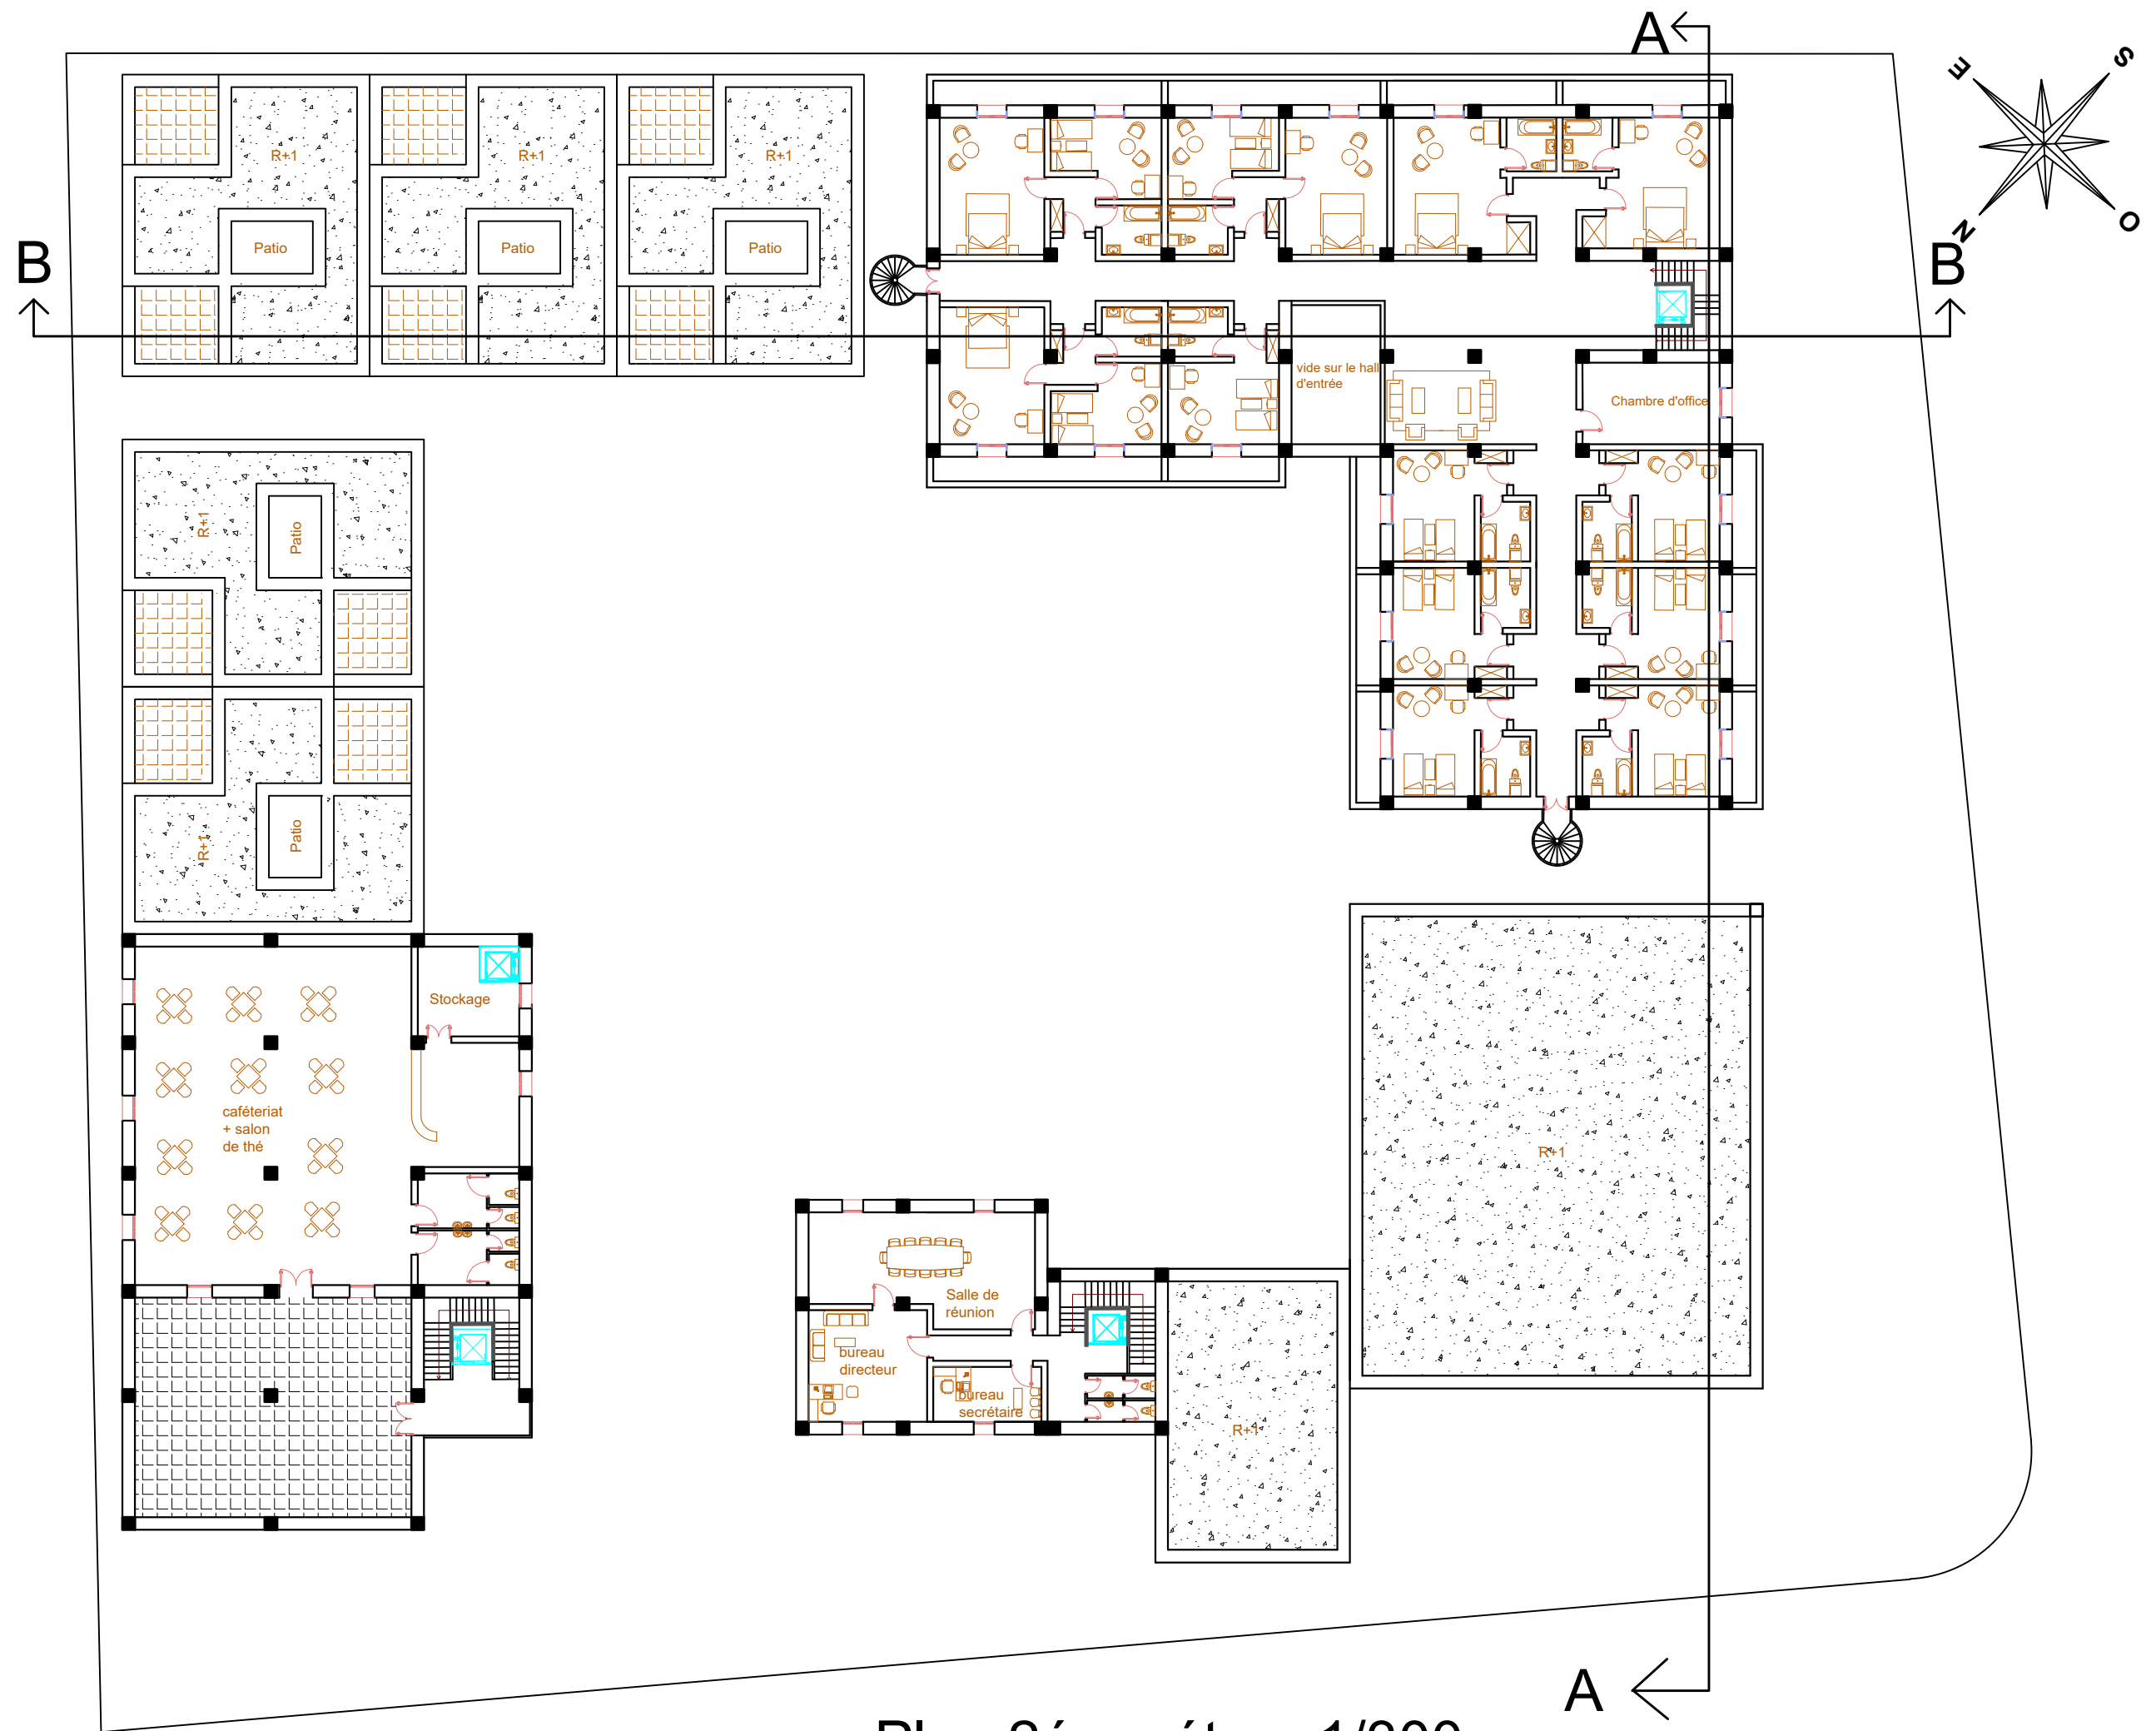 A
S
E
R+1
R+1
R+1
O
N
Patio
Patio
Patio
B
B
vide sur le hall
d'entrée
Chambre d'office
R+1
Patio
Patio
R+1
Stockage
caféteriat
+ salon
de thé
R+1
Salle de
réunion
bureau
directeur
bureau
secrétaire
R+1
A